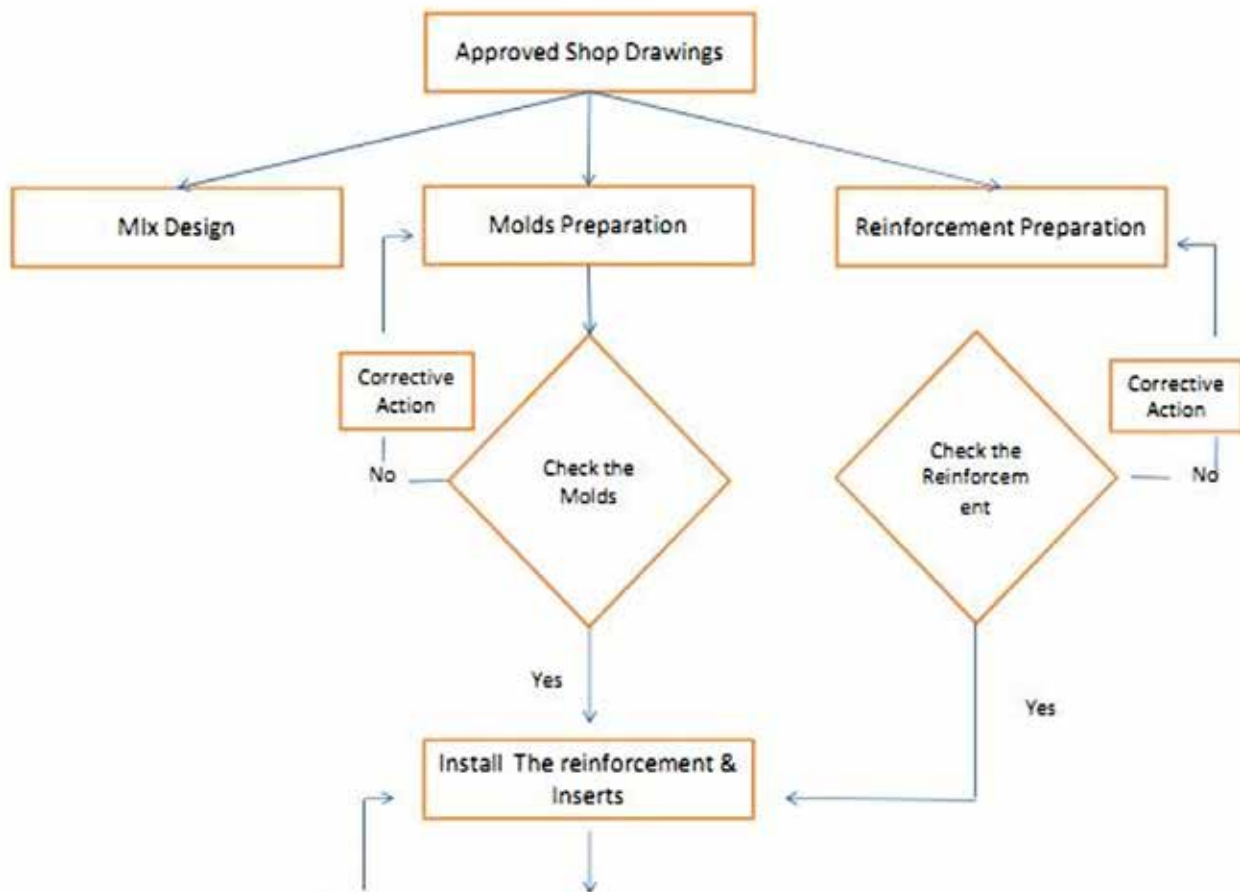 Approved Shop Drawings
MIx Design
Molds Preparation
Reinforcement Preparation
Corrective
Action
Corrective
Action
Check the
Molds
No
Check the
Reinforcem
ent
No
Yes
Yes
Install The reinforcement &
Inserts